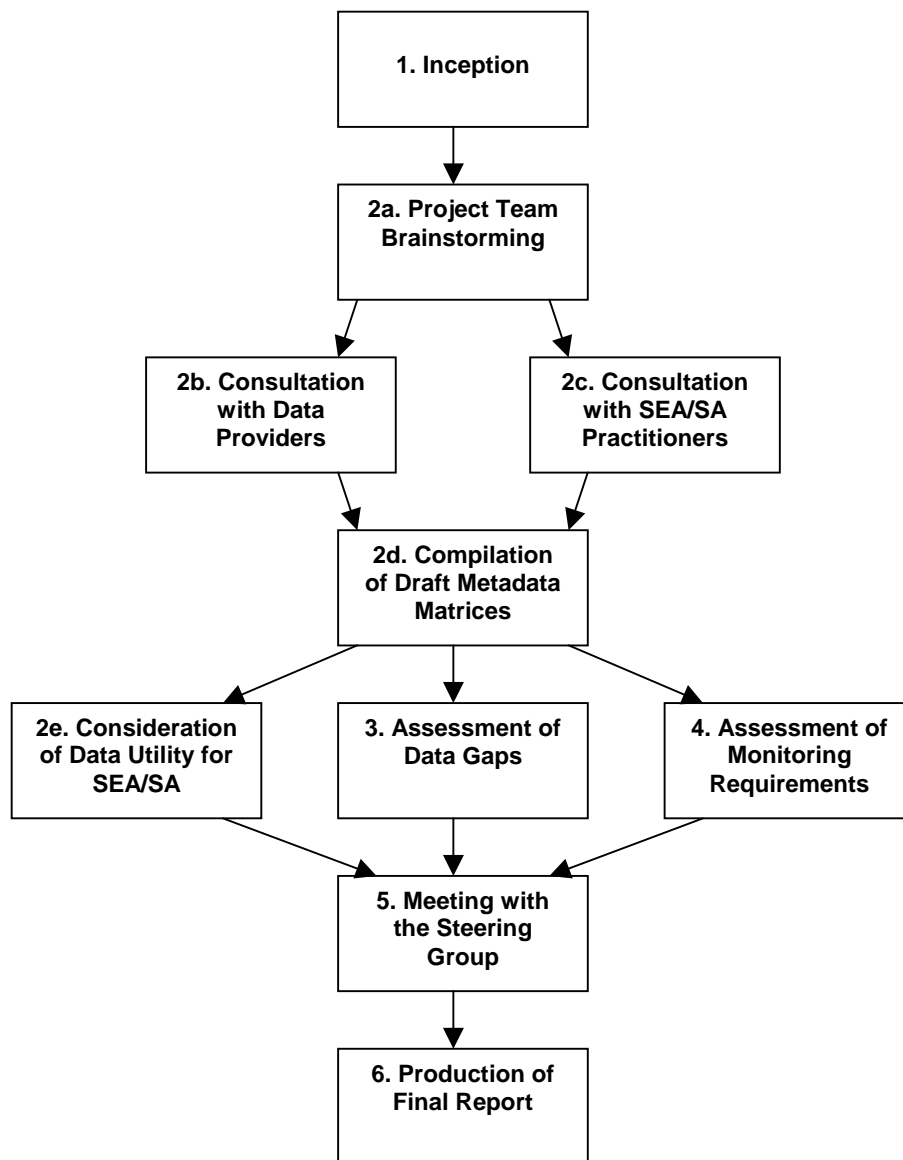 1. Inception
2a. Project Team
Brainstorming
2b. Consultation
with Data
Providers
2c. Consultation
with SEA/SA
Practitioners
2d. Compilation
of Draft Metadata
Matrices
2e. Consideration
of Data Utility for
SEA/SA
3. Assessment of
Data Gaps
4. Assessment of
Monitoring
Requirements
5. Meeting with
the Steering
Group
6. Production of
Final Report